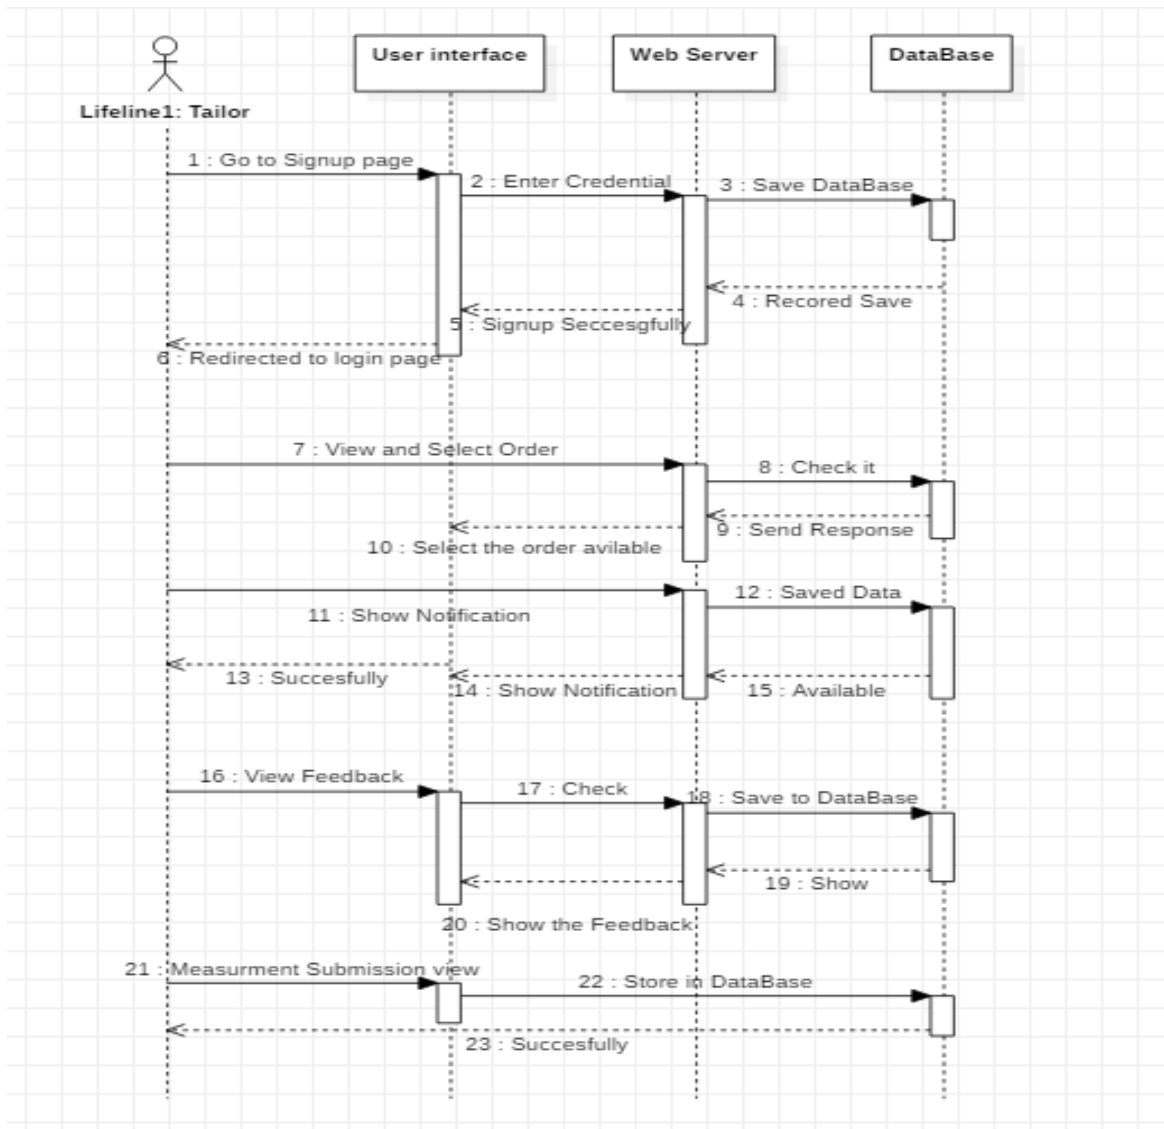 User interface
Web Server
DataBase
Lifeline1: Tailor
1 : Go to Signup page
2 : Enter Credential
3 : Save DataBase
4 : Recored Save
5 : Signup Seccesgfully
6 : Redirected to login page
7 : View and Select Order
8 : Check it
9 : Send Response
10 : Select the order avilable
11 : Show Notification
12 : Saved Data
13 : Succesfully
14 : Show Notification
15 : Available
16 : View Feedback
17 : Check
18 : Save to DataBase
19 : Show
20 : Show the Feedback
21 : Measurment Submission view
22 : Store in DataBase
23 : Succesfully